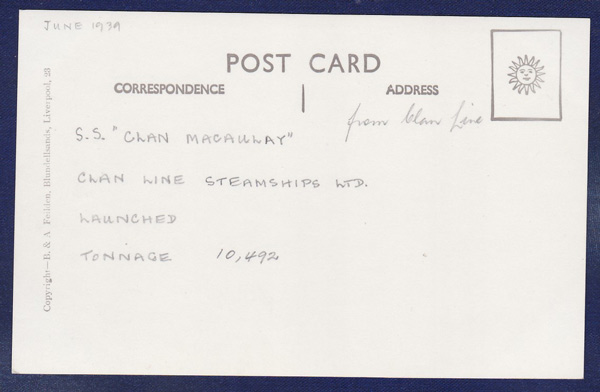 JUNE 1939
POST CARD
CORRESPONDENCE
ADDRESS
from Clan Line
S.S. "CLAN MACAULAY"
CLAN LINE STEAMSHIPS LTD.
LAUNCHED
TONNAGE 10,492
Copyright—B. & A Feilden, Blundellsands, Liverpool, 23